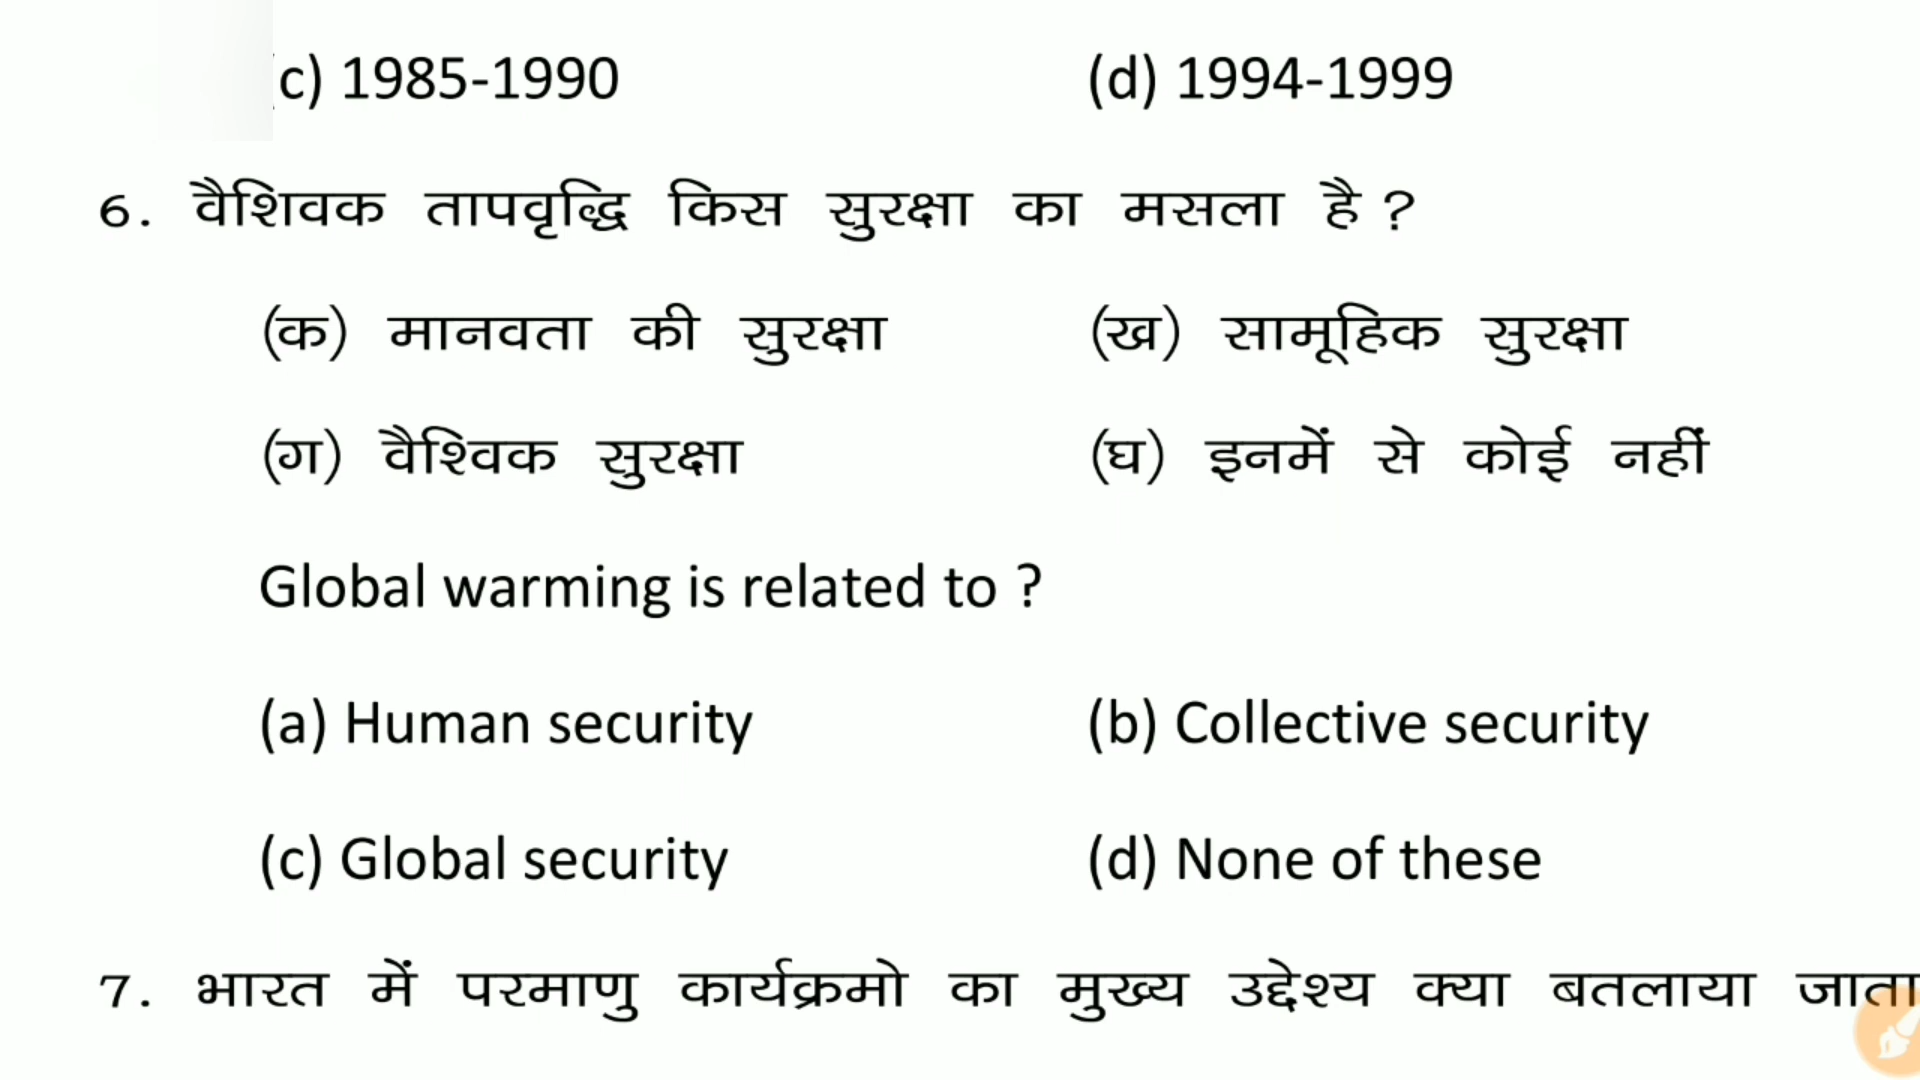 (c) 1985-1990 (d) 1994-1999
6. वैशिवक तापवृद्धि किस सुरक्षा का मसला है ?
(क) मानवता की सुरक्षा (ख) सामूहिक सुरक्षा
(ग) वैश्विक सुरक्षा (घ) इनमें से कोई नहीं
Global warming is related to ?
(a) Human security (b) Collective security
(c) Global security (d) None of these
7. भारत में परमाणु कार्यक्रमो का मुख्य उद्देश्य क्या बतलाया जाता